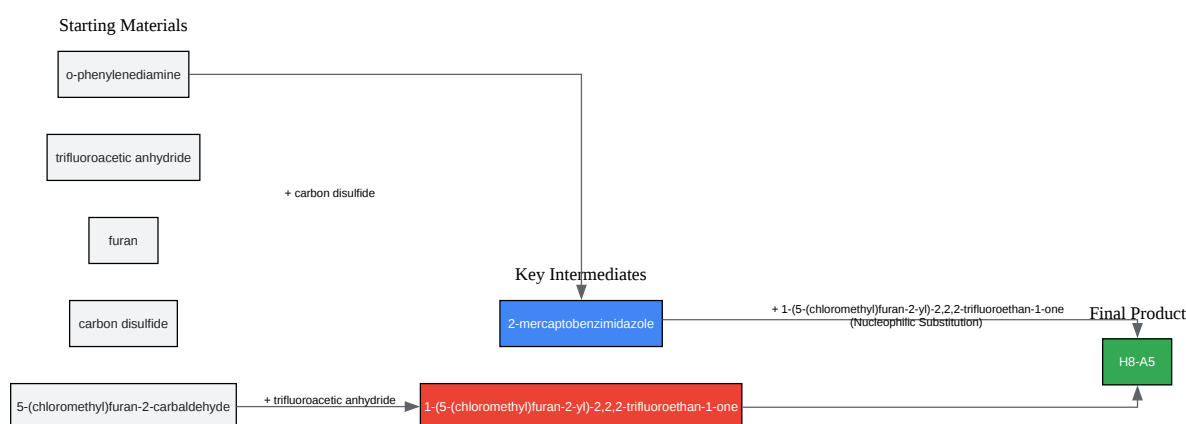 Starting Materials
o-phenylenediamine
trifluoroacetic anhydride
+ carbon disulfide
furan
Key Intermediates
carbon disulfide
2-mercaptobenzimidazole
+ 1-(5-(chloromethyl)furan-2-yl)-2,2,2-trifluoroethan-1-one
(Nucleophilic Substitution)
Final Product
H8-A5
5-(chloromethyl)furan-2-carbaldehyde
+ trifluoroacetic anhydride
1-(5-(chloromethyl)furan-2-yl)-2,2,2-trifluoroethan-1-one